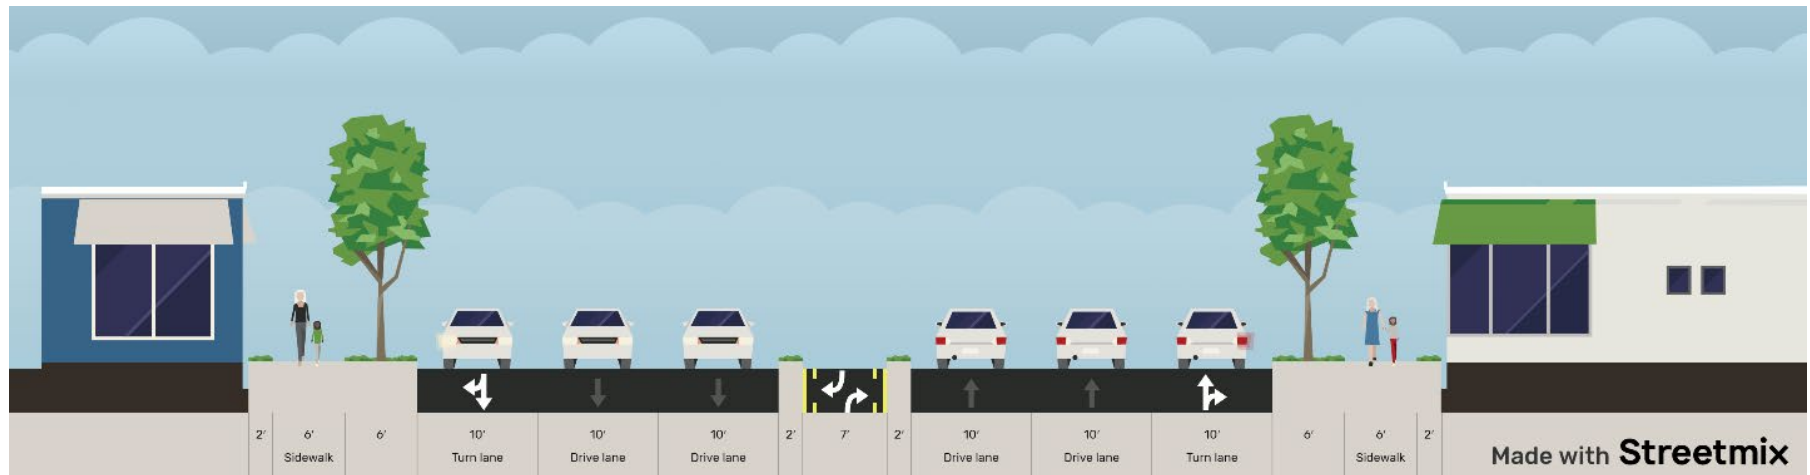 2' 6' 6' 10' 10' 10' 2' 7' 2' 10' 10' 10' 6' 6' 2'
Sidewalk Turn lane Drive lane Drive lane Drive lane Drive lane Turn lane Sidewalk
Made with Streetmix